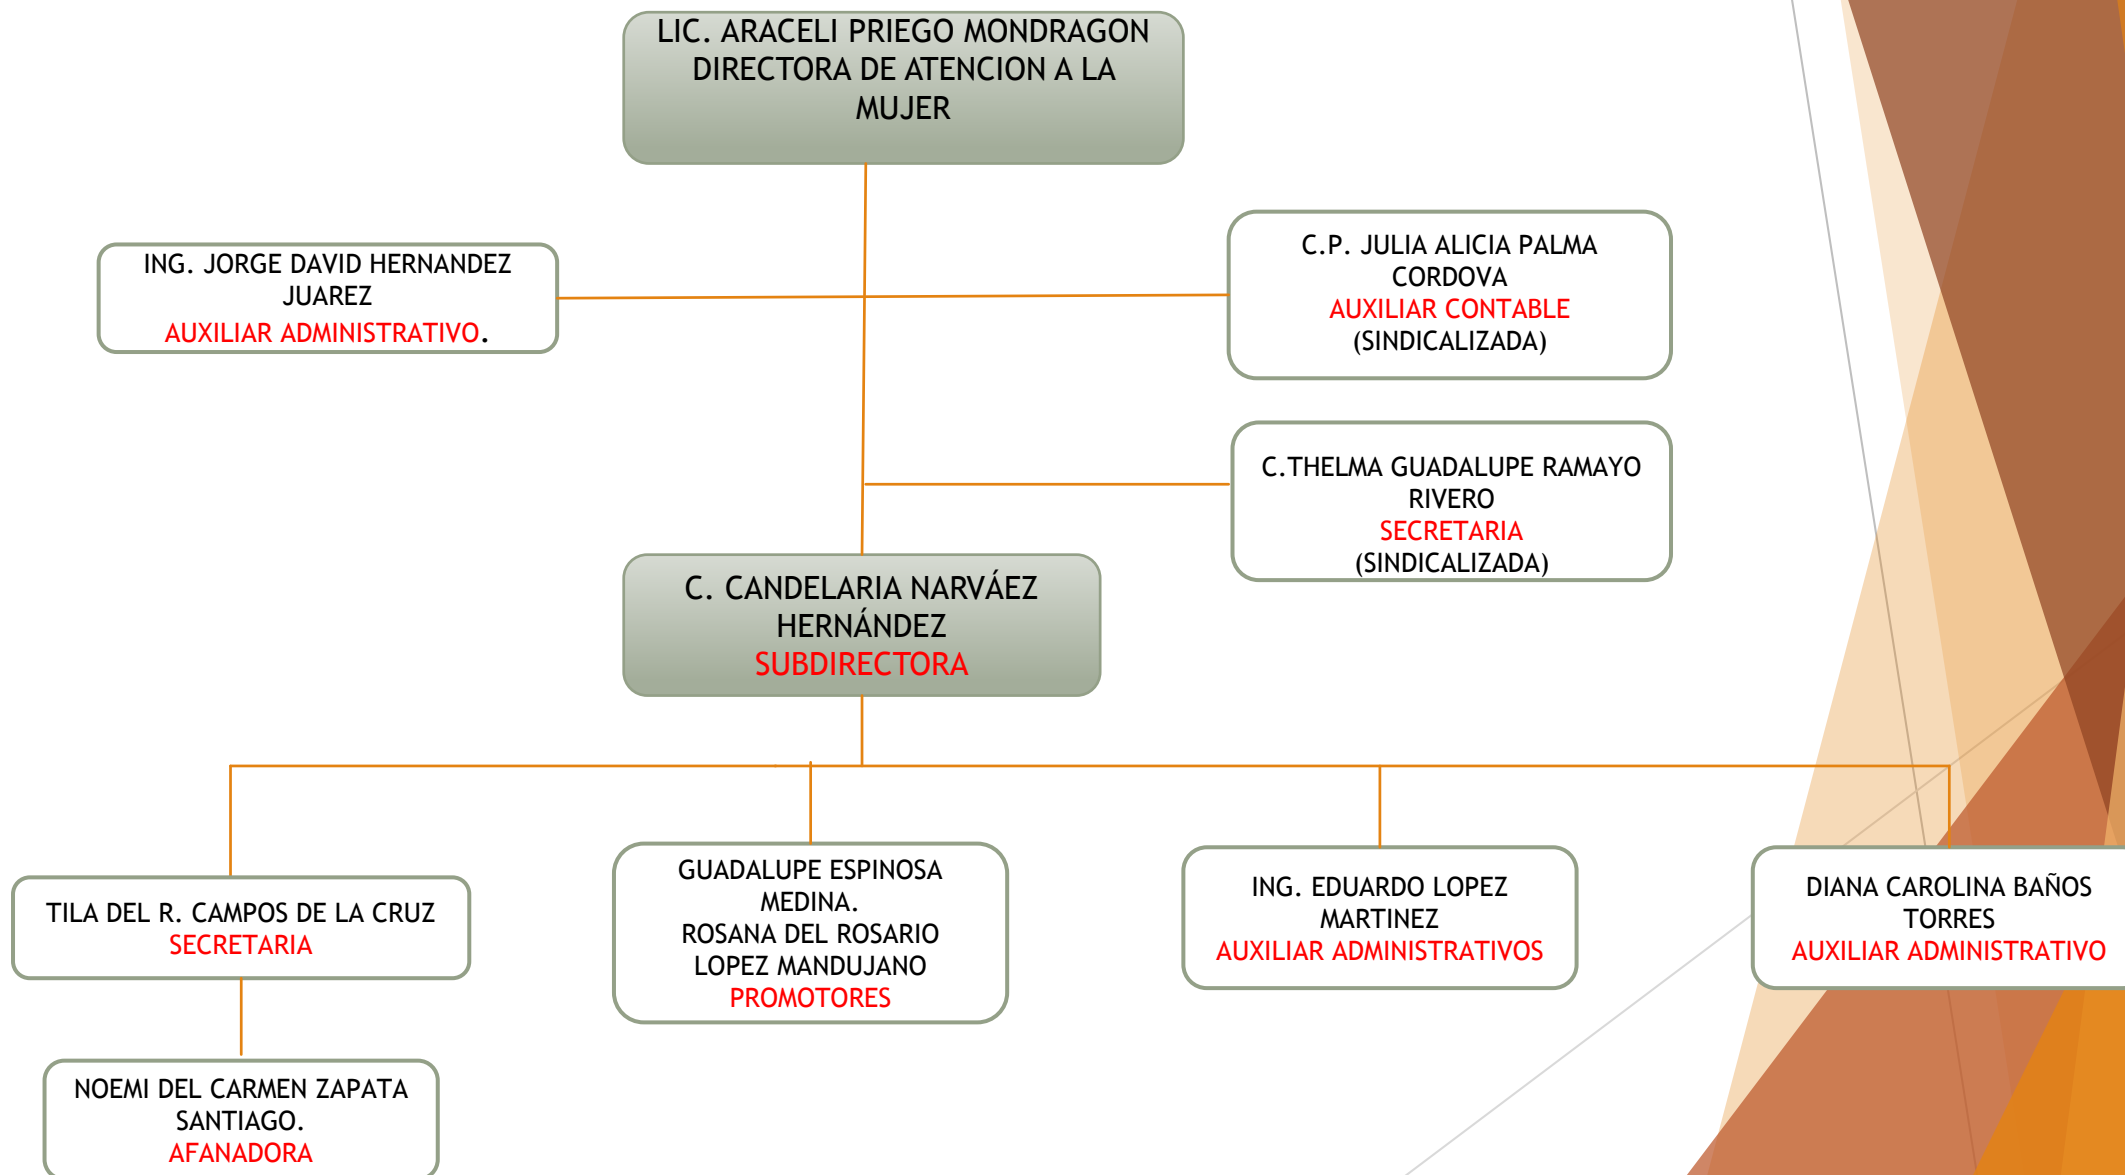 LIC. ARACELI PRIEGO MONDRAGON
DIRECTORA DE ATENCION A LA
MUJER
ING. JORGE DAVID HERNANDEZ
JUAREZ
AUXILIAR ADMINISTRATIVO.
C.P. JULIA ALICIA PALMA
CORDOVA
AUXILIAR CONTABLE
(SINDICALIZADA)
C.THELMA GUADALUPE RAMAYO
RIVERO
SECRETARIA
(SINDICALIZADA)
C. CANDELARIA NARVÁEZ
HERNÁNDEZ
SUBDIRECTORA
TILA DEL R. CAMPOS DE LA CRUZ
SECRETARIA
GUADALUPE ESPINOSA
MEDINA.
ROSANA DEL ROSARIO
LOPEZ MANDUJANO
PROMOTORES
ING. EDUARDO LOPEZ
MARTINEZ
AUXILIAR ADMINISTRATIVOS
DIANA CAROLINA BAÑOS
TORRES
AUXILIAR ADMINISTRATIVO
NOEMI DEL CARMEN ZAPATA
SANTIAGO.
AFANADORA